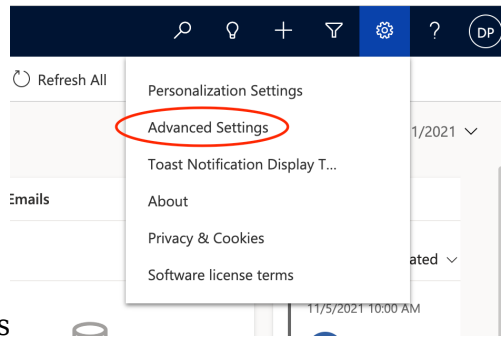 ?
DP
Refresh All
Personalization Settings
Advanced Settings
1/2021
Toast Notification Display T...
Emails
About
Privacy & Cookies
ated
Software license terms
11/5/2021 10:00 AM
s